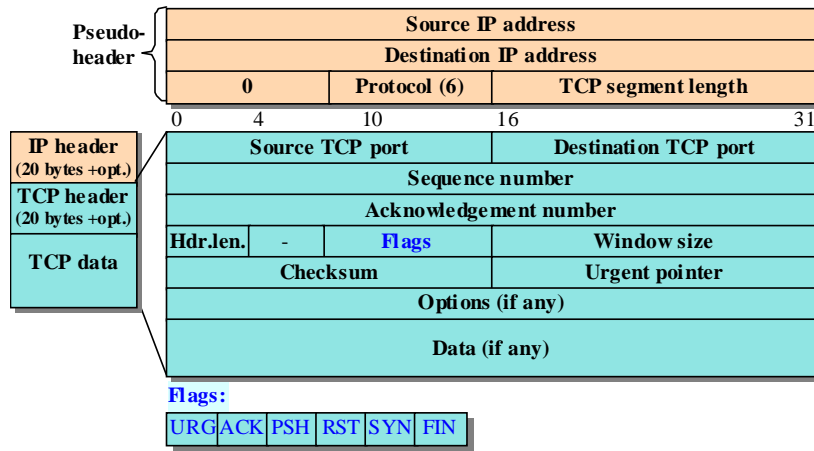 Pseudo-
header
Source IP address
Destination IP address
0 Protocol (6) TCP segment length
0 4 10 16 31
IP header
(20 bytes +opt.)
TCP header
(20 bytes +opt.)
TCP data
Source TCP port Destination TCP port
Sequence number
Acknowledgement number
Hdr.len. - Flags Window size
Checksum Urgent pointer
Options (if any)
Data (if any)
Flags:
URG ACK PSH RST SYN FIN